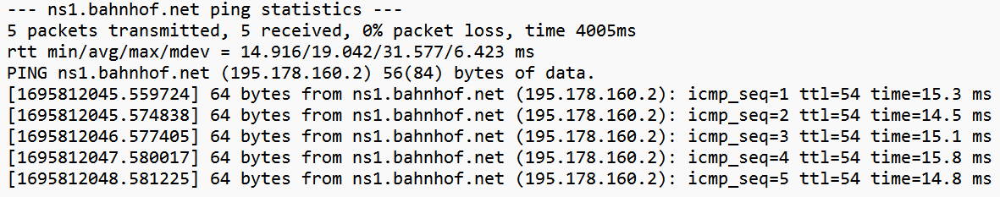 --- ns1.bahnhof.net ping statistics ---
5 packets transmitted, 5 received, 0% packet loss, time 4005ms
rtt min/avg/max/mdev = 14.916/19.042/31.577/6.423 ms
PING ns1.bahnhof.net (195.178.160.2) 56(84) bytes of data.
[1695812045.559724] 64 bytes from ns1.bahnhof.net (195.178.160.2): icmp_seq=1 ttl=54 time=15.3 ms
[1695812045.574838] 64 bytes from ns1.bahnhof.net (195.178.160.2): icmp_seq=2 ttl=54 time=14.5 ms
[1695812046.577405] 64 bytes from ns1.bahnhof.net (195.178.160.2): icmp_seq=3 ttl=54 time=15.1 ms
[1695812047.580017] 64 bytes from ns1.bahnhof.net (195.178.160.2): icmp_seq=4 ttl=54 time=15.8 ms
[1695812048.581225] 64 bytes from ns1.bahnhof.net (195.178.160.2): icmp_seq=5 ttl=54 time=14.8 ms